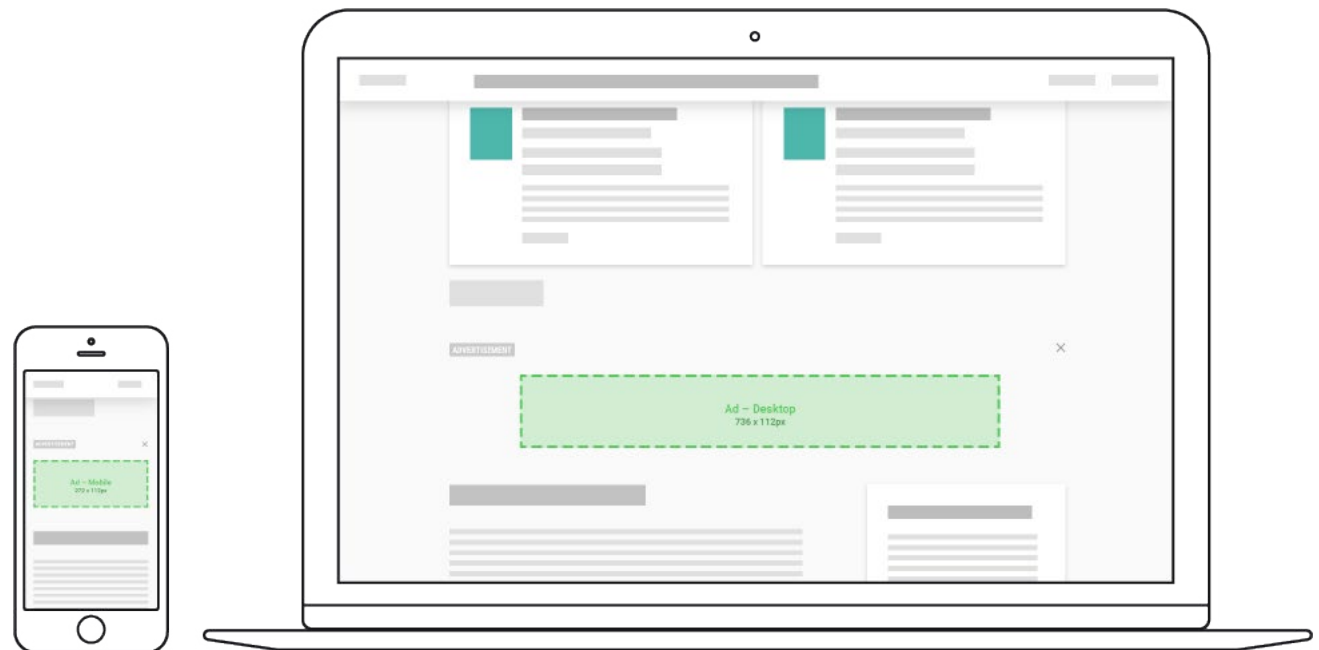 ADVERTISEMENT
Ad – Desktop
736 x 112px
ADVERTISEMENT
Ad – Mobile